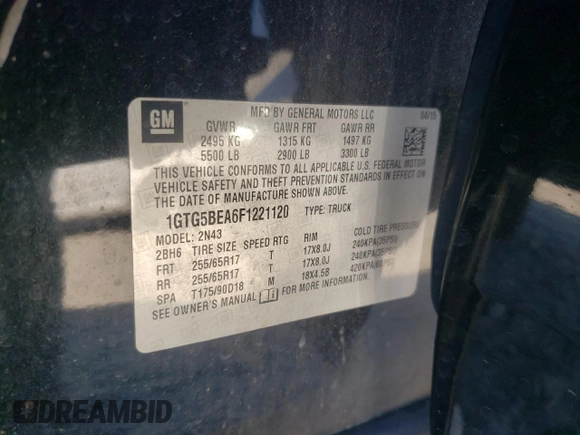 GM
MFD BY GENERAL MOTORS LLC
04/15
GVWR GAWR FRT GAWR RR
2495 KG 1315 KG 1497 KG
5500 LB 2900 LB 3300 LB
THIS VEHICLE CONFORMS TO ALL APPLICABLE U.S. FEDERAL MOTOR
VEHICLE SAFETY AND THEFT PREVENTION STANDARDS IN EFFECT ON
THE DATE OF MANUFACTURE SHOWN ABOVE.
1GTG5BEA6F1221120 TYPE: TRUCK
MODEL: 2N43
2BH6 TIRE SIZE SPEED RTG RIM COLD TIRE PRESSURE
FRT 255/65R17 T 17X8.0J 240KPA(35PSI)
RR 255/65R17 T 17X8.0J 240KPA(35PSI)
SPA T175/90D18 M 18X4.5B 420KPA(60PSI)
SEE OWNER'S MANUAL
DREAMBID